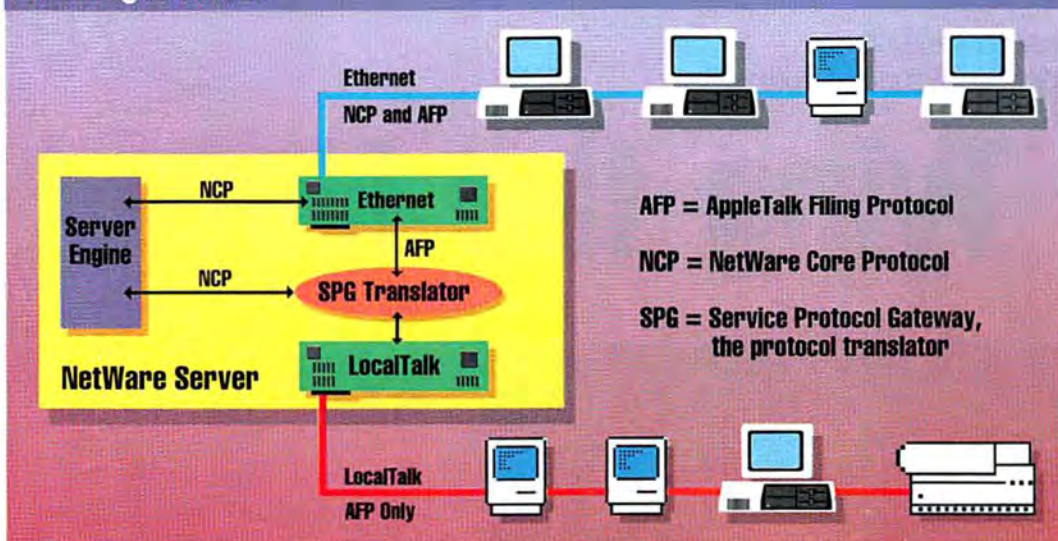 Ethernet
NCP and AFP
NCP
Ethernet
Server
Engine
AFP
NCP
SPG Translator
LocalTalk
NetWare Server
AFP = AppleTalk Filing Protocol
NCP = NetWare Core Protocol
SPG = Service Protocol Gateway,
the protocol translator
LocalTalk
AFP Only